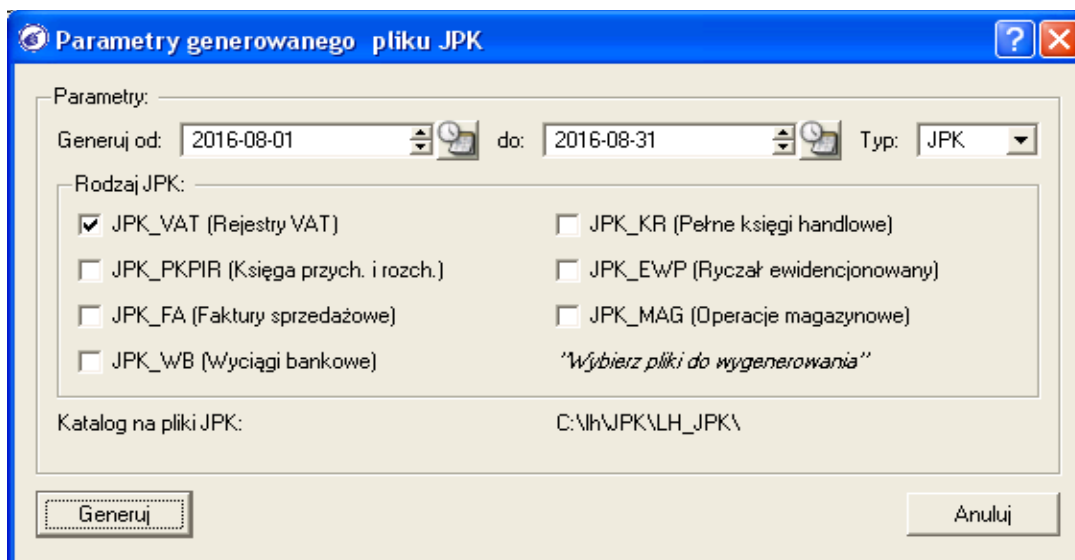 Parametry generowanego pliku JPK
Parametry:
Generuj od: 2016-08-01 do: 2016-08-31 Typ: JPK
Rodzaj JPK:
JPK_VAT (Rejestry VAT) JPK_KR (Pełne księgi handlowe)
JPK_PKPIR (Księga przych. i rozch.) JPK_EWP (Ryczał ewidencjonowany)
JPK_FA (Faktury sprzedażowe) JPK_MAG (Operacje magazynowe)
JPK_WB (Wyciągi bankowe) "Wybierz pliki do wygenerowania"
Katalog na pliki JPK: C:\lh\JPK\LH_JPK\
Generuj Anuluj